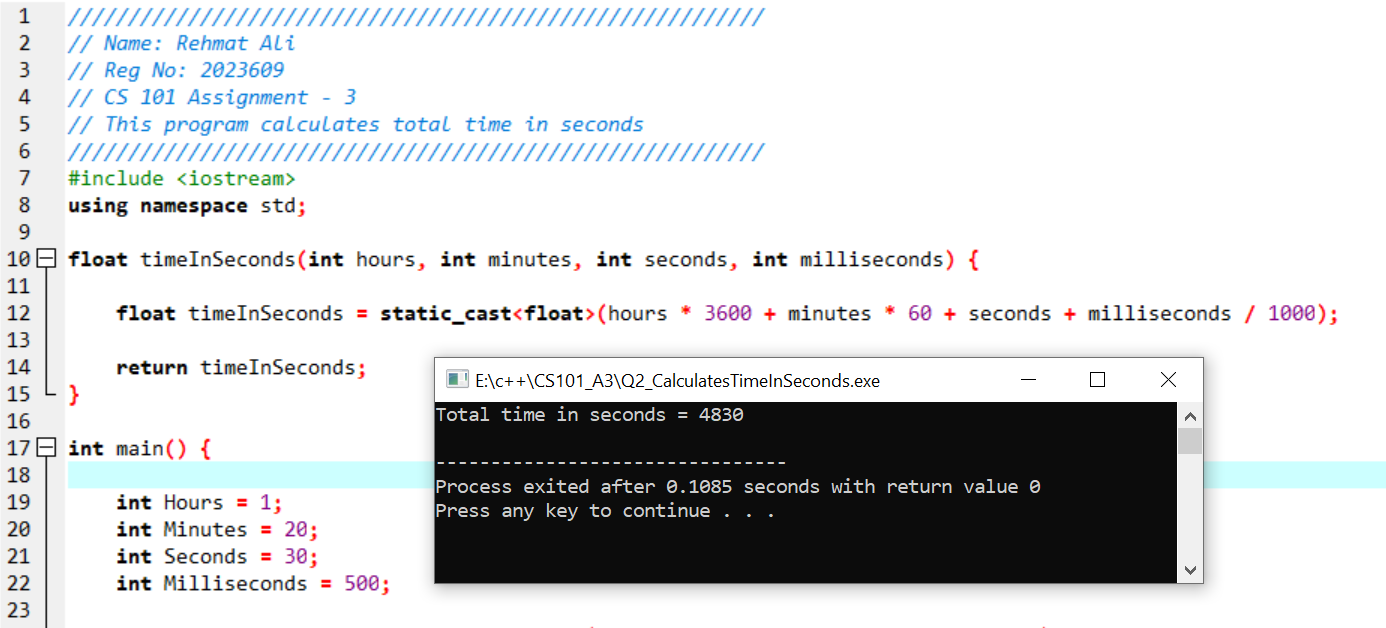 1 //////////////////////////////////////////////////////////
2 // Name: Rehmat Ali
3 // Reg No: 2023609
4 // CS 101 Assignment - 3
5 // This program calculates total time in seconds
6 //////////////////////////////////////////////////////////
7 #include <iostream>
8 using namespace std;
9
10 float timeInSeconds(int hours, int minutes, int seconds, int milliseconds) {
11
12 float timeInSeconds = static_cast<float>(hours * 3600 + minutes * 60 + seconds + milliseconds / 1000);
13
14 return timeInSeconds;
15 }
16
17 int main() {
18
19 int Hours = 1;
20 int Minutes = 20;
21 int Seconds = 30;
22 int Milliseconds = 500;
23
E:\c++\CS101_A3\Q2_CalculatesTimeInSeconds.exe
Total time in seconds = 4830
--------------------------------
Process exited after 0.1085 seconds with return value 0
Press any key to continue . . .